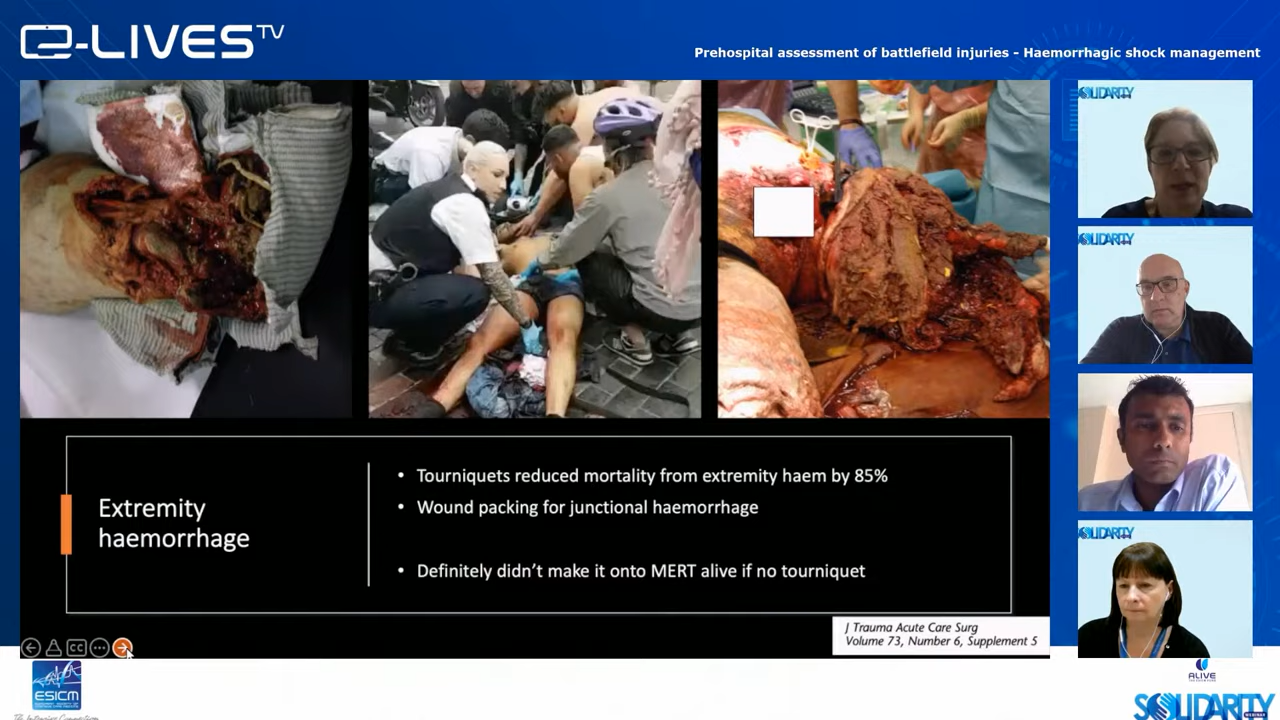 e-LIVES TV
Prehospital assessment of battlefield injuries - Haemorrhagic shock management
SOLIDARITY
SOLIDARITY
SOLIDARITY
Extremity
haemorrhage
• Tourniquets reduced mortality from extremity haem by 85%
• Wound packing for junctional haemorrhage
• Definitely didn't make it onto MERT alive if no tourniquet
J Trauma Acute Care Surg
Volume 73, Number 6, Supplement 5
CC
ESICM
ALIVE
SOLIDARITY
WEBINAR